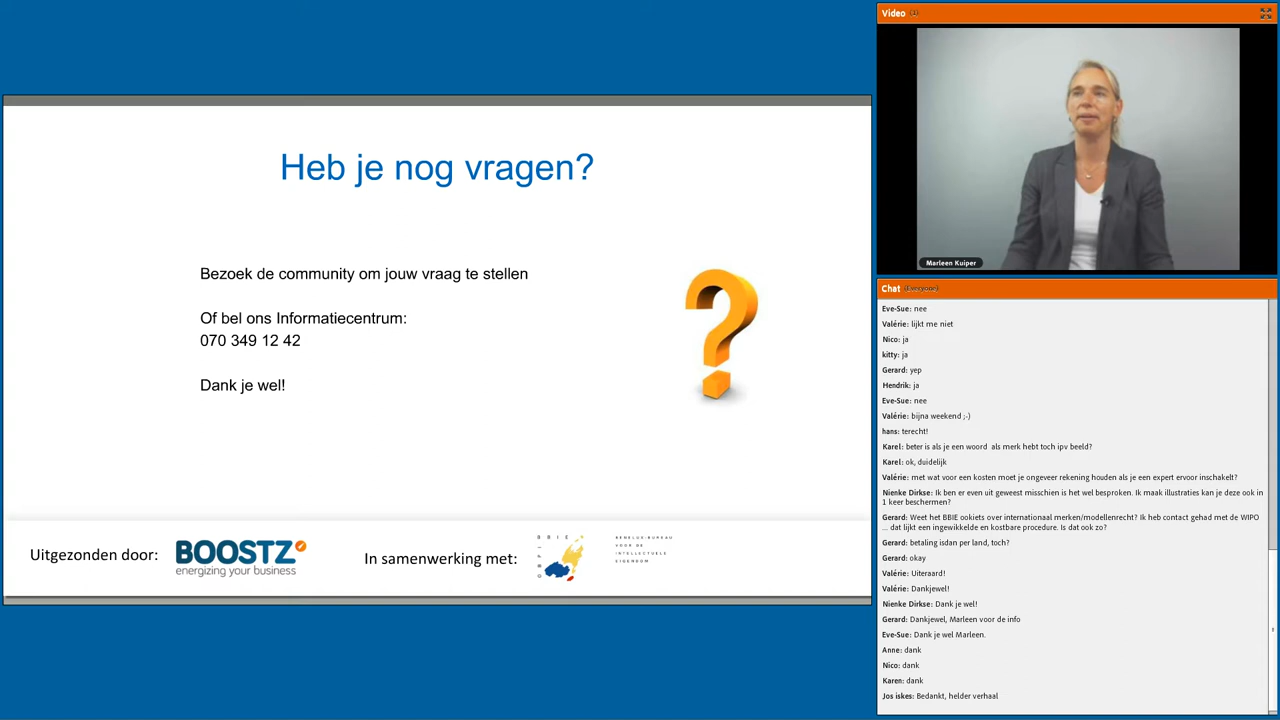 Heb je nog vragen?
Bezoek de community om jouw vraag te stellen
Of bel ons Informatiecentrum:
070 349 12 42
Dank je wel!
Uitgezonden door:
BOOSTZ
energizing your business
In samenwerking met:
BBIE
BENELUX-BUREAU
VOOR DE
INTELLECTUELE
EIGENDOM
Video (1)
Marleen Kuiper
Chat (Everyone)
Eve-Sue: nee
Valérie: lijkt me niet
Nico: ja
kitty: ja
Gerard: yep
Hendrik: ja
Eve-Sue: nee
Valérie: bijna weekend ;-)
hans: terecht!
Karel: beter is als je een woord als merk hebt toch ipv beeld?
Karel: ok, duidelijk
Valérie: met wat voor een kosten moet je ongeveer rekening houden als je een expert ervoor inschakelt?
Nienke Dirkse: Ik ben er even uit geweest misschien is het wel besproken. Ik maak illustraties kan je deze ook in
1 keer beschermen?
Gerard: Weet het BBIE ookiets over internationaal merken/modellenrecht? Ik heb contact gehad met de WIPO
... dat lijkt een ingewikkelde en kostbare procedure. Is dat ook zo?
Gerard: betaling isdan per land, toch?
Gerard: okay
Valérie: Uiteraard!
Valérie: Dankjewel!
Nienke Dirkse: Dank je wel!
Gerard: Dankjewel, Marleen voor de info
Eve-Sue: Dank je wel Marleen.
Anne: dank
Nico: dank
Karen: dank
Jos iskes: Bedankt, helder verhaal